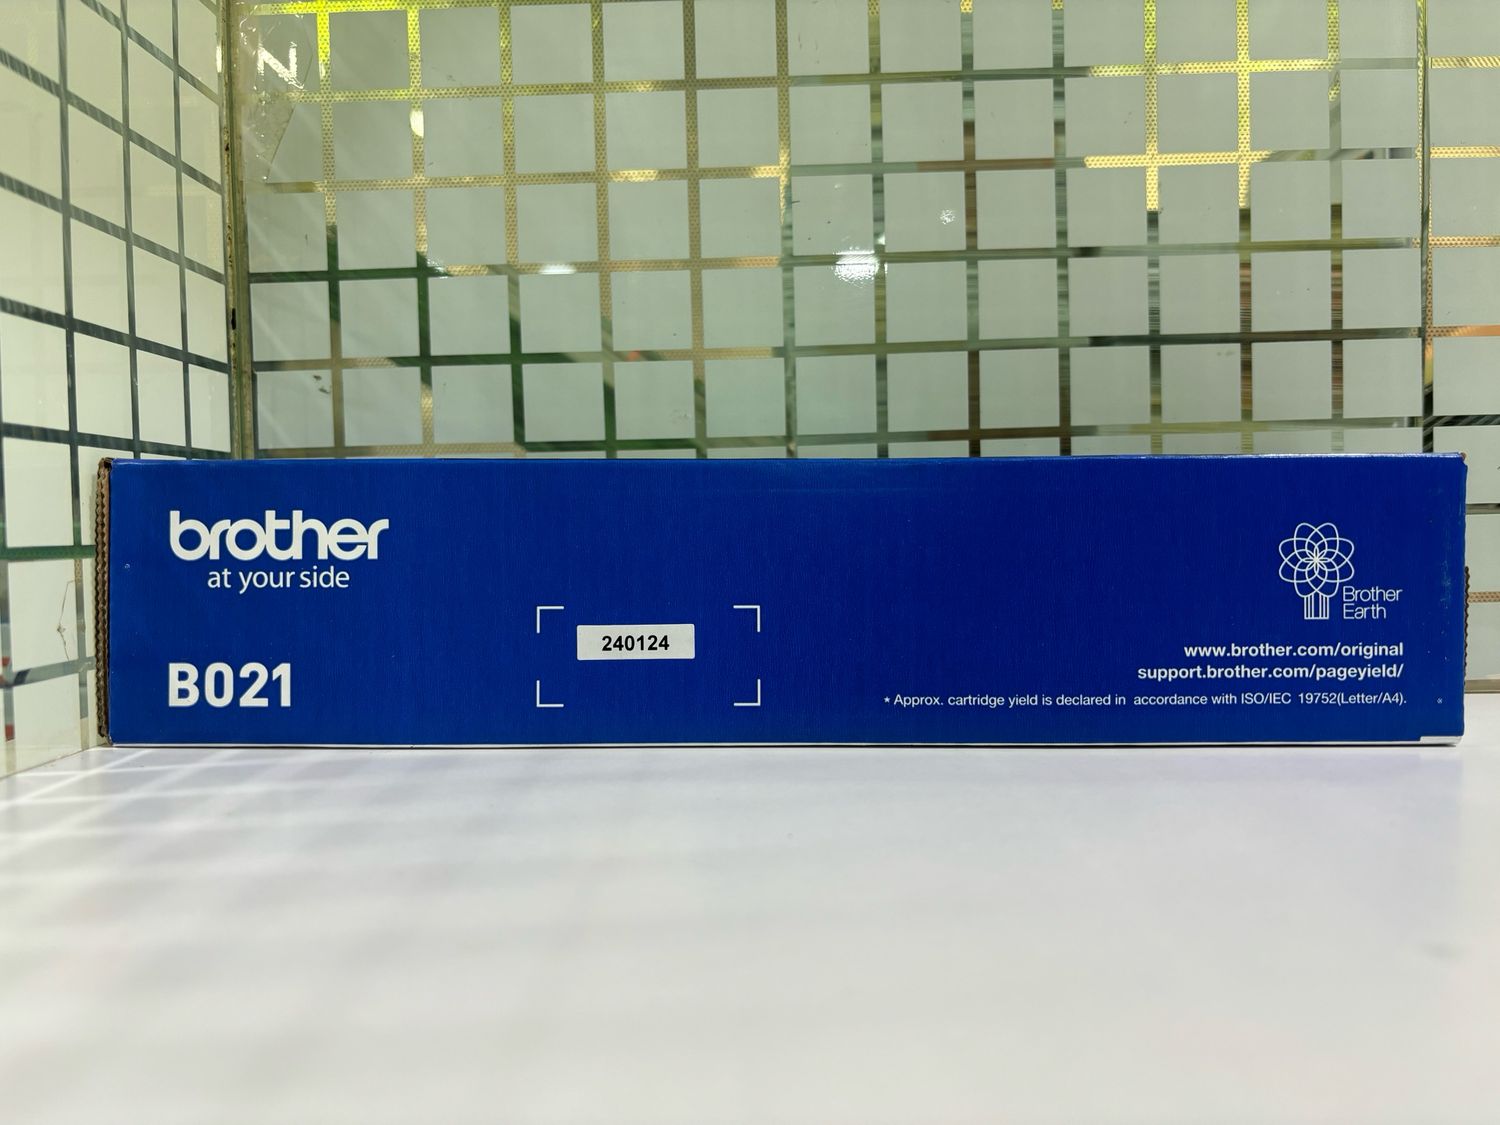 brother
at your side
B021
240124
Brother
Earth
www.brother.com/original
support.brother.com/pageyield/
* Approx. cartridge yield is declared in accordance with ISO/IEC 19752(Letter/A4).